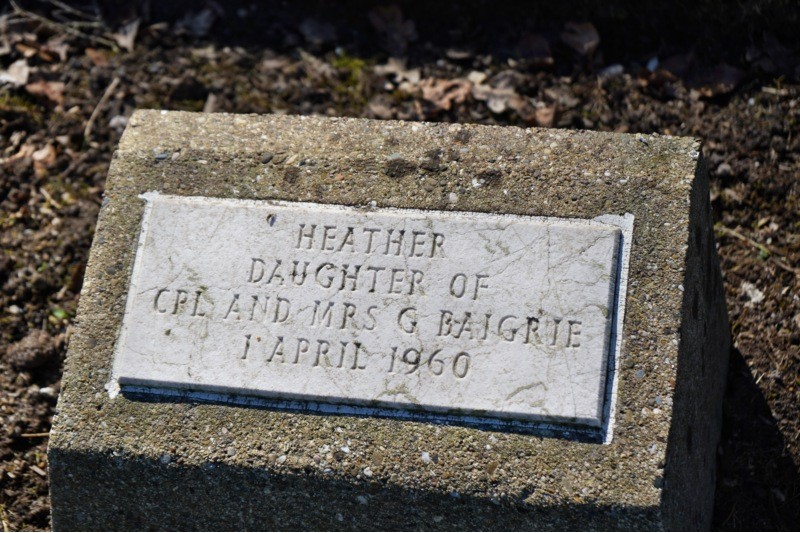 HEATHER
DAUGHTER OF
CPL AND MRS G BAIGRIE
1 APRIL 1960